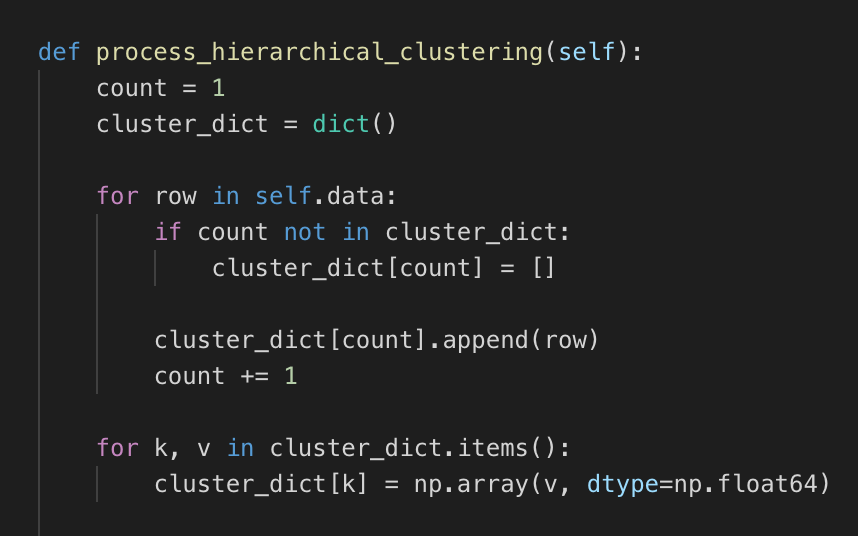 def process_hierarchical_clustering(self):
    count = 1
    cluster_dict = dict()

    for row in self.data:
        if count not in cluster_dict:
            cluster_dict[count] = []

        cluster_dict[count].append(row)
        count += 1

    for k, v in cluster_dict.items():
        cluster_dict[k] = np.array(v, dtype=np.float64)